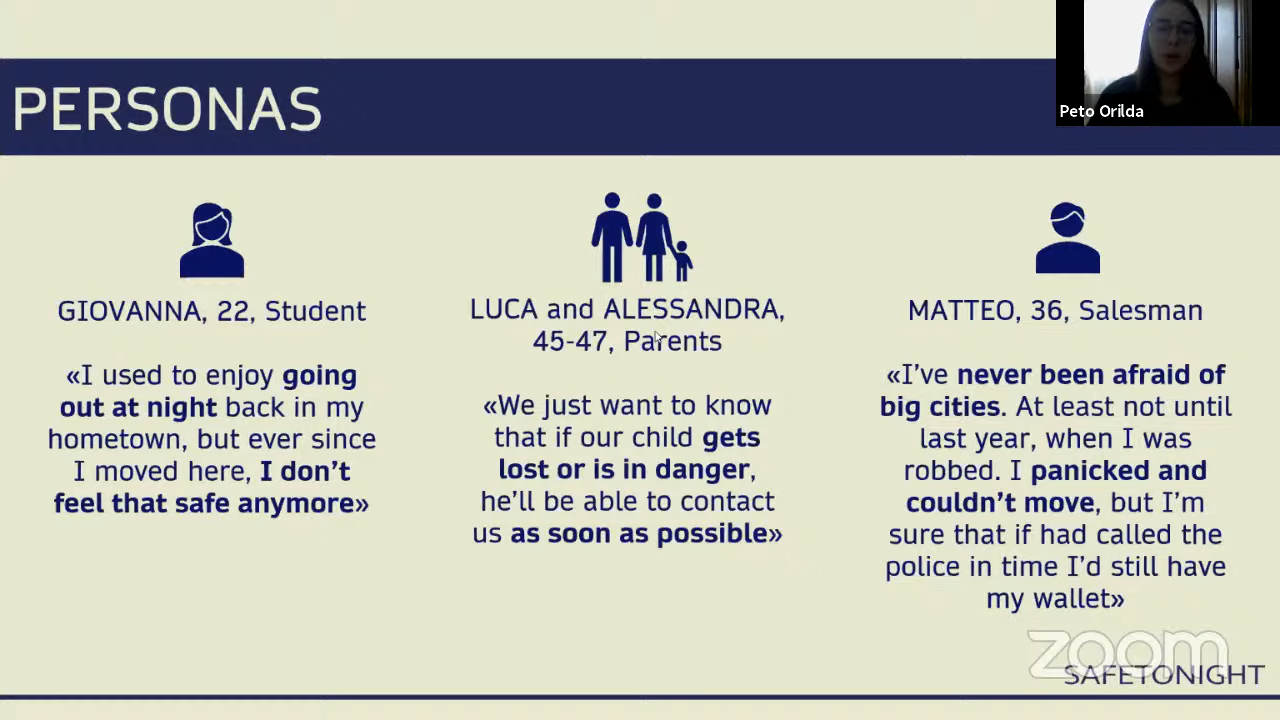 PERSONAS
Peto Orilda
GIOVANNA, 22, Student
«I used to enjoy going
out at night back in my
hometown, but ever since
I moved here, I don't
feel that safe anymore»
LUCA and ALESSANDRA,
45-47, Parents
«We just want to know
that if our child gets
lost or is in danger,
he'll be able to contact
us as soon as possible»
MATTEO, 36, Salesman
«I've never been afraid of
big cities. At least not until
last year, when I was
robbed. I panicked and
couldn't move, but I'm
sure that if had called the
police in time I'd still have
my wallet»
zoom
SAFETONIGHT